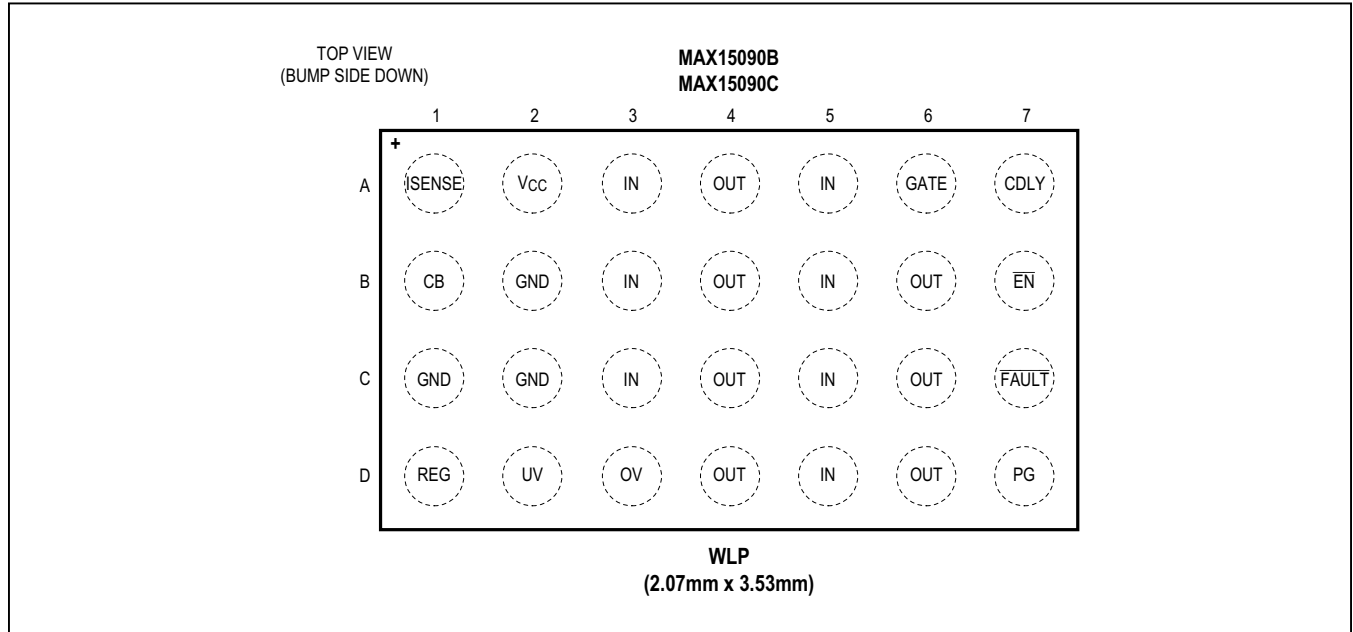 TOP VIEW
(BUMP SIDE DOWN)
MAX15090B
MAX15090C
1 2 3 4 5 6 7
+
A ISENSE VCC IN OUT IN GATE CDLY
B CB GND IN OUT IN OUT E̅N̅
C GND GND IN OUT IN OUT F̅A̅U̅L̅T̅
D REG UV OV OUT IN OUT PG
WLP
(2.07mm x 3.53mm)